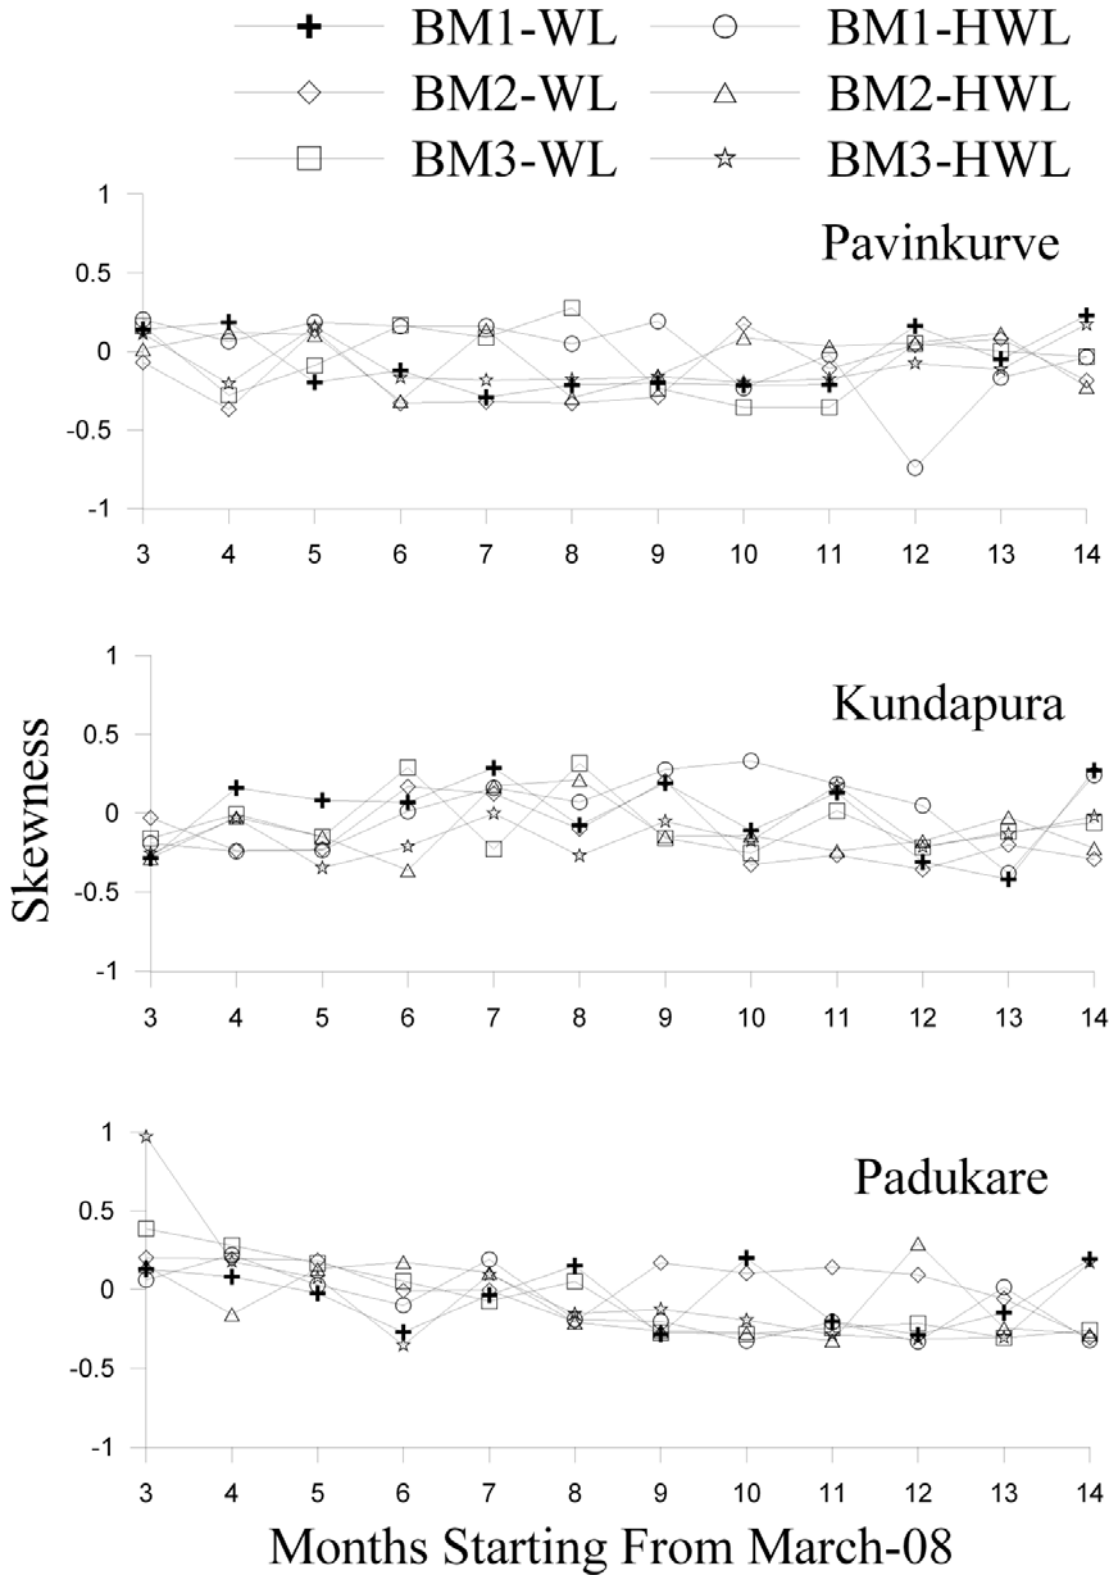 BM1-WL BM1-HWL
BM2-WL BM2-HWL
BM3-WL BM3-HWL
1
Pavinkurve
0.5
0
-0.5
-1
3 4 5 6 7 8 9 10 11 12 13 14
1
Kundapura
0.5
Skewness
0
-0.5
-1
3 4 5 6 7 8 9 10 11 12 13 14
1
Padukare
0.5
0
-0.5
-1
3 4 5 6 7 8 9 10 11 12 13 14
Months Starting From March-08